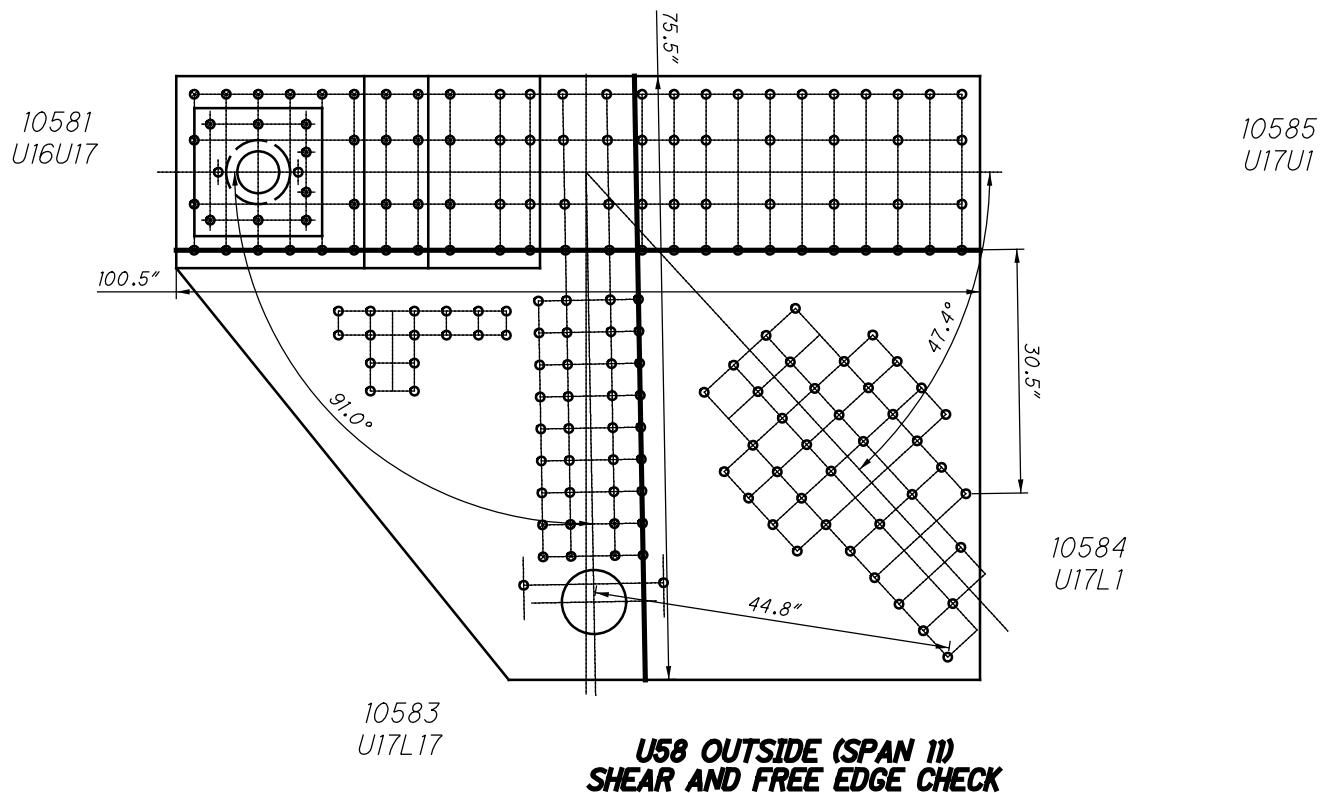 75.5"
10581
U16U17
10585
U17U1
100.5"
47.4°
30.5"
91.0°
10584
U17L1
44.8"
10583
U17L17
U58 OUTSIDE (SPAN 11)
SHEAR AND FREE EDGE CHECK